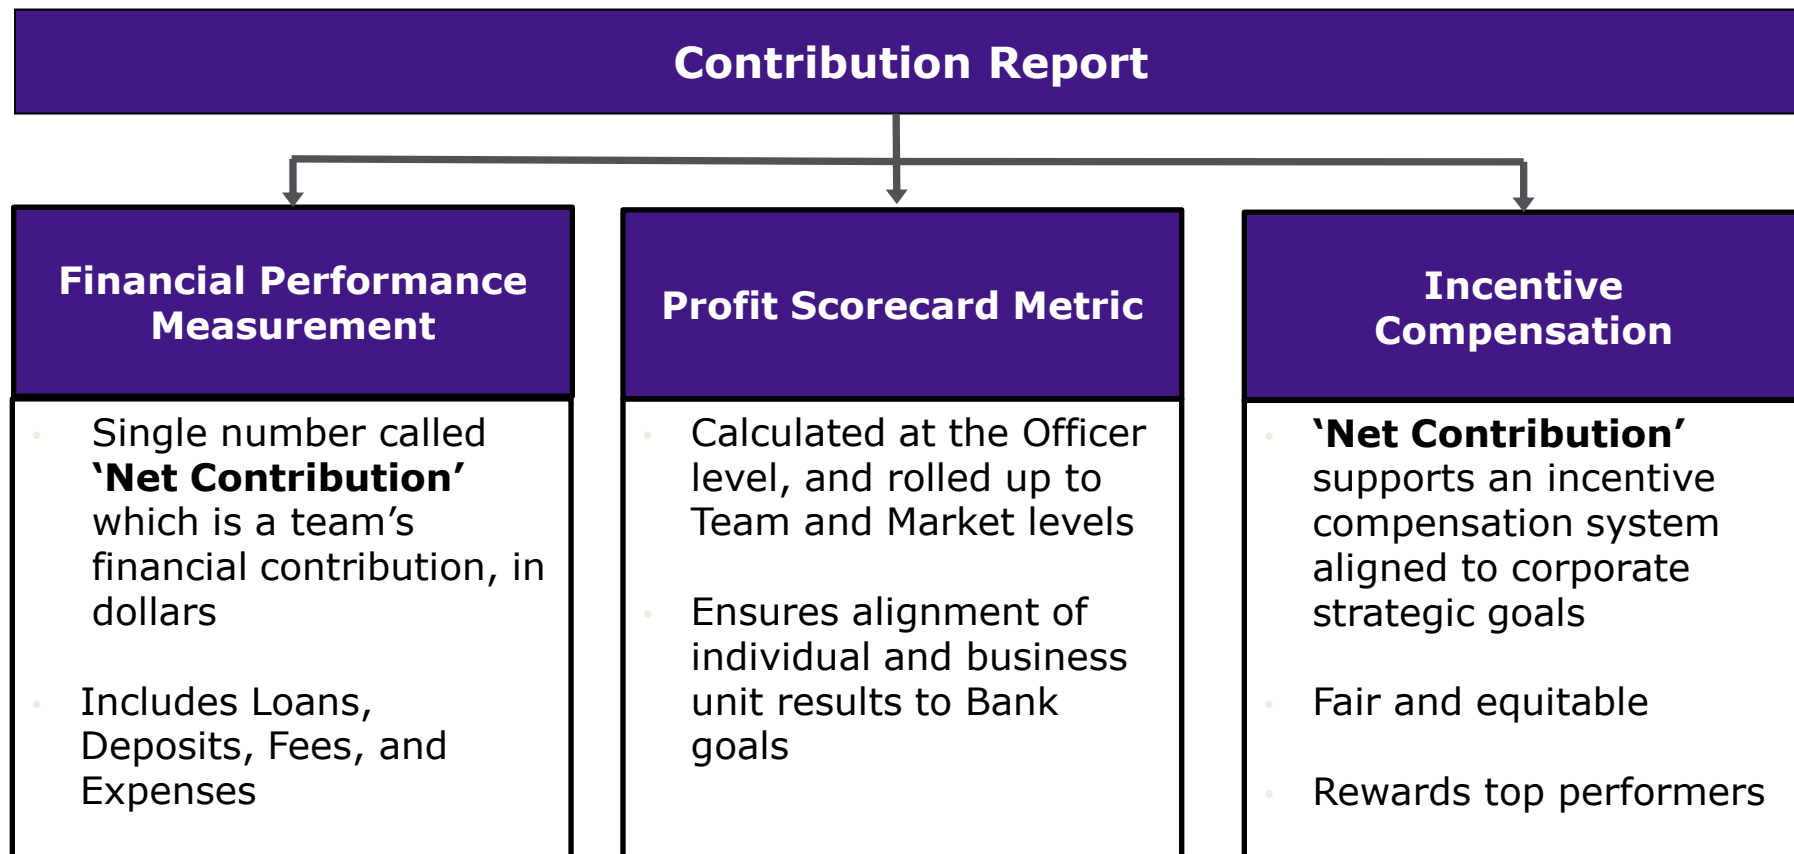 Contribution Report
Financial Performance
Measurement
• Single number called
‘Net Contribution’
which is a team’s
financial contribution, in
dollars
• Includes Loans,
Deposits, Fees, and
Expenses
Profit Scorecard Metric
• Calculated at the Officer
level, and rolled up to
Team and Market levels
• Ensures alignment of
individual and business
unit results to Bank
goals
Incentive
Compensation
• ‘Net Contribution’
supports an incentive
compensation system
aligned to corporate
strategic goals
• Fair and equitable
• Rewards top performers